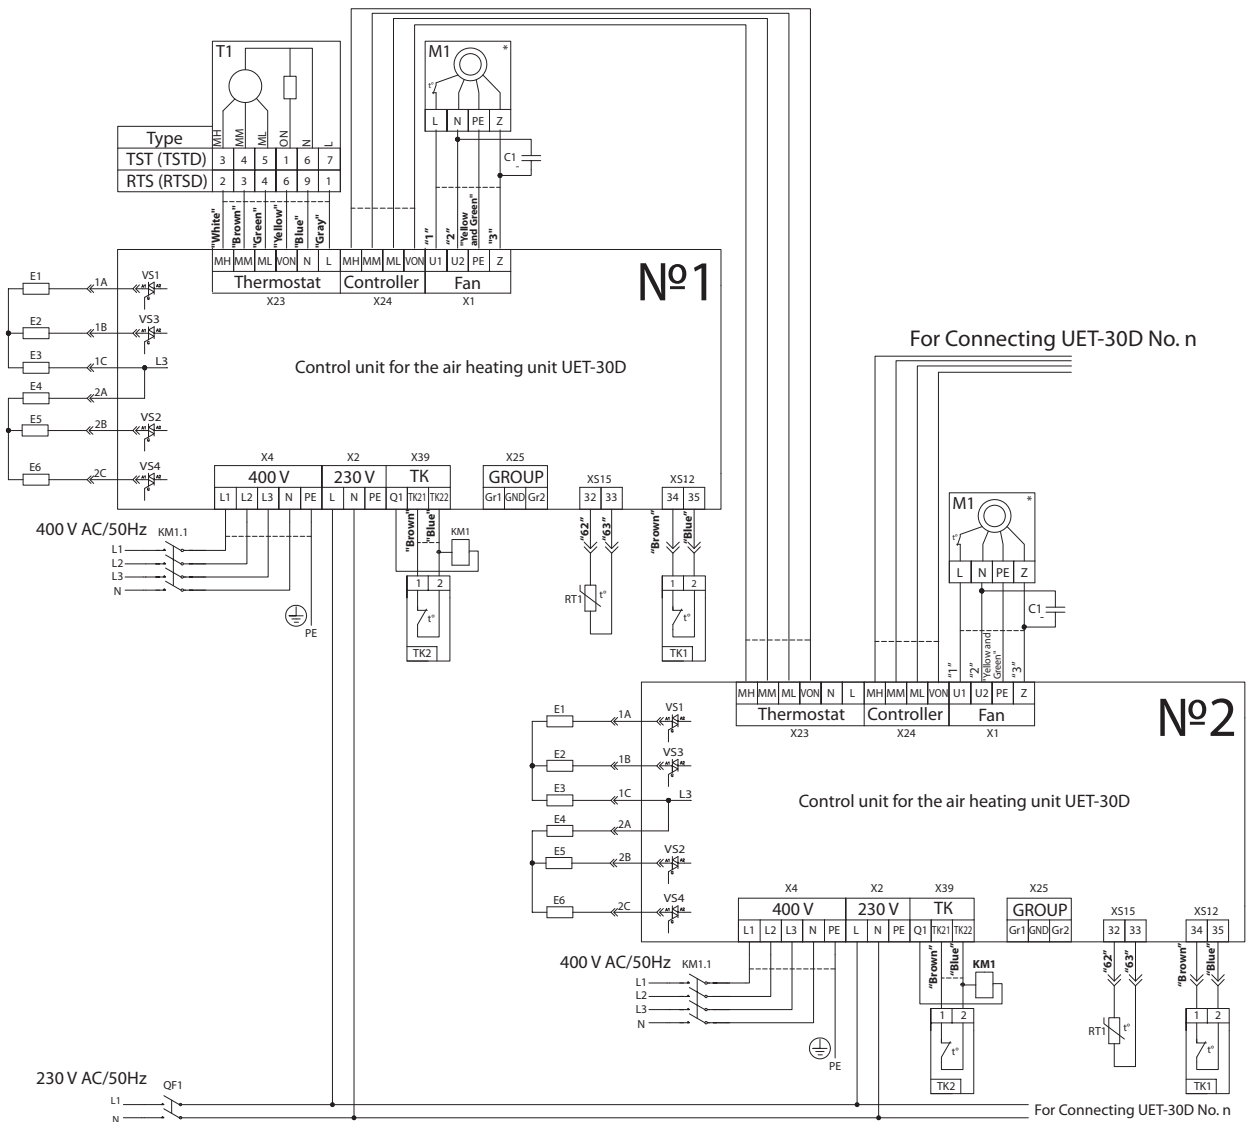 T1
MH MM ML ON N L
Type
TST (TSTD) 3 4 5 1 6 7
RTS (RTSD) 2 3 4 6 9 1
"White" "Brown" "Green" "Yellow" "Blue" "Gray"
M1 *
t°
L N PE Z
C1
"1" "2" "Yellow and Green" "3"
MH MM ML VON N L MH MM ML VON U1 U2 PE Z
Thermostat Controller Fan
X23 X24 X1
№1
E1 1A VS1
E2 1B VS3
E3 1C L3
E4 2A
E5 2B VS2
E6 2C VS4
Control unit for the air heating unit UET-30D
For Connecting UET-30D No. n
X4 X2 X39 X25 XS15 XS12
400 V 230 V TK GROUP
L1 L2 L3 N PE L N PE Q1 TK21 TK22 Gr1 GND Gr2 32 33 34 35
"Brown" "Blue" "62" "63" "Brown" "Blue"
400 V AC/50Hz KM1.1
L1
L2
L3
N
PE
KM1
1 2
t°
TK2
RT1 t°
1 2
t°
TK1
M1 *
t°
L N PE Z
C1
"1" "2" "Yellow and Green" "3"
MH MM ML VON N L MH MM ML VON U1 U2 PE Z
Thermostat Controller Fan
X23 X24 X1
№2
E1 1A VS1
E2 1B VS3
E3 1C L3
E4 2A
E5 2B VS2
E6 2C VS4
Control unit for the air heating unit UET-30D
X4 X2 X39 X25 XS15 XS12
400 V 230 V TK GROUP
L1 L2 L3 N PE L N PE Q1 TK21 TK22 Gr1 GND Gr2 32 33 34 35
"Brown" "Blue" "62" "63" "Brown" "Blue"
400 V AC/50Hz KM1.1
L1
L2
L3
N
PE
KM1
1 2
t°
TK2
RT1 t°
1 2
t°
TK1
230 V AC/50Hz QF1
L1
N
For Connecting UET-30D No. n